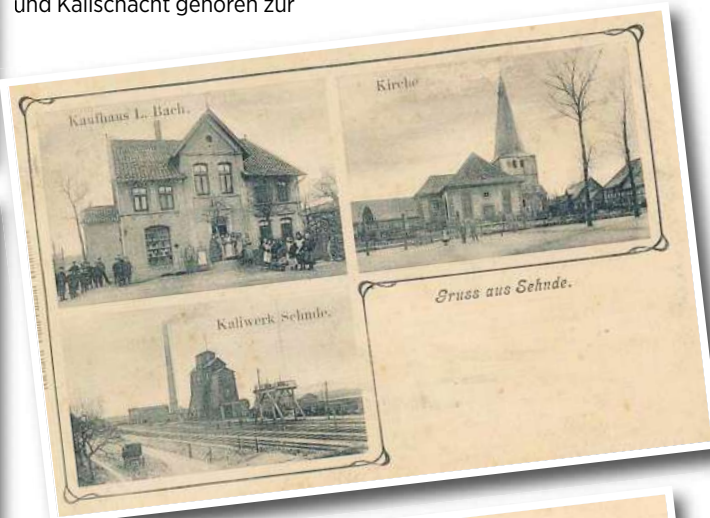 und Kalischacht gehören zur
Kaufhaus L. Bach.
Kirche
Gruss aus Sehnde.
Kaliwerk Sehnde.